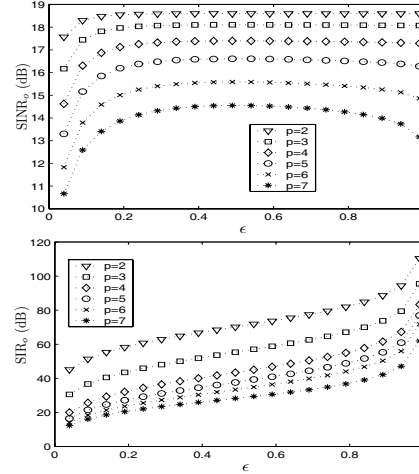 19
18
17
16
15
14
13
12
11
10
SINRₒ (dB)
0
0.2
0.4
0.6
0.8
ϵ
p=2
p=3
p=4
p=5
p=6
p=7
120
100
80
60
40
20
0
SIRₒ (dB)
0
0.2
0.4
0.6
0.8
ϵ
p=2
p=3
p=4
p=5
p=6
p=7